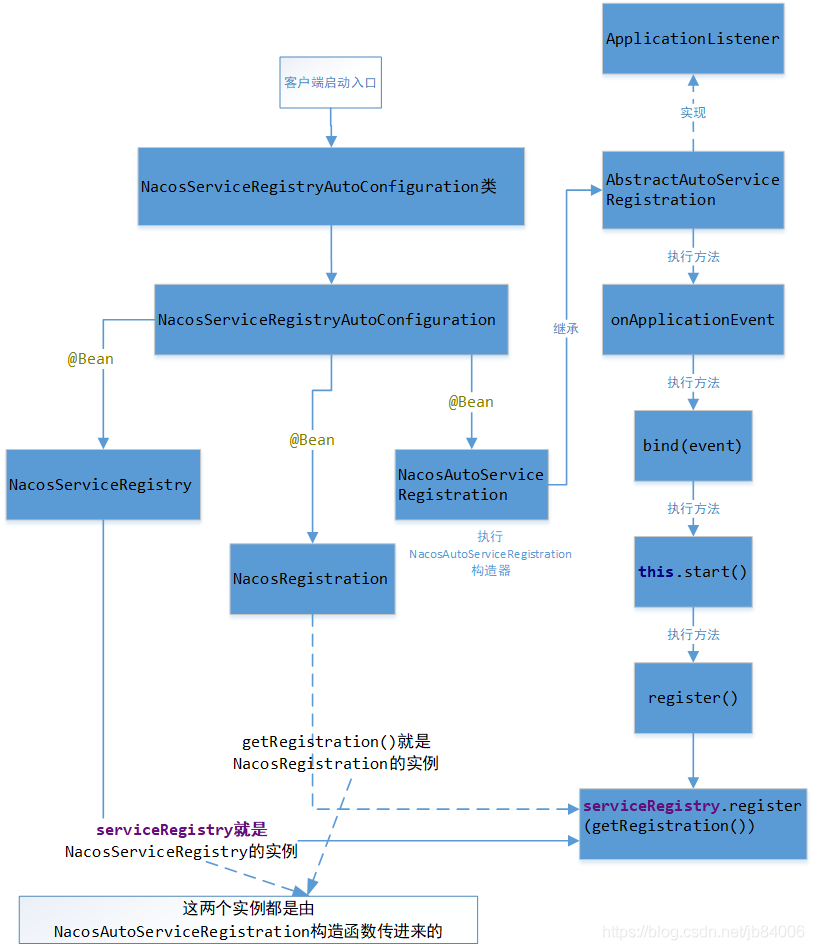 ApplicationListener
客户端启动入口
实现
NacosServiceRegistryAutoConfiguration类
AbstractAutoService
Registration
执行方法
NacosServiceRegistryAutoConfiguration
onApplicationEvent
继承
@Bean
@Bean
@Bean
执行方法
bind(event)
NacosServiceRegistry
NacosAutoService
Registration
执行方法
执行
NacosAutoServiceRegistration
构造器
NacosRegistration
this.start()
执行方法
register()
getRegistration()就是
NacosRegistration的实例
serviceRegistry.register
(getRegistration())
serviceRegistry就是
NacosServiceRegistry的实例
这两个实例都是由
NacosAutoServiceRegistration构造函数传进来的
https://blog.csdn.net/jb84006